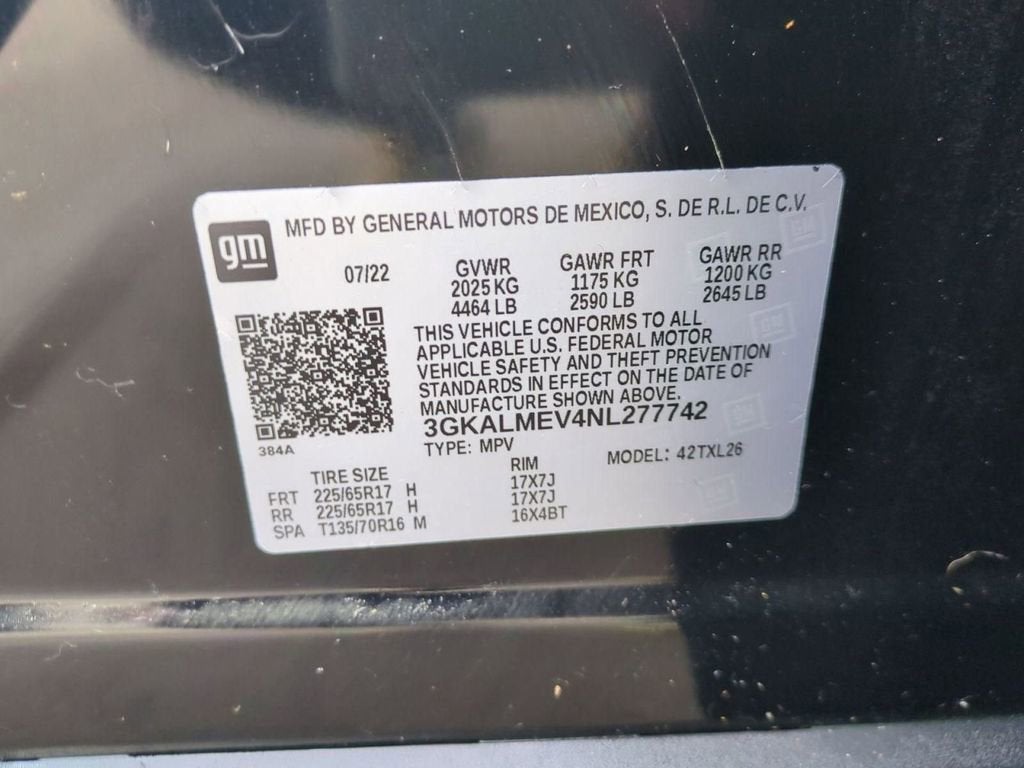 gm
MFD BY GENERAL MOTORS DE MEXICO, S. DE R.L. DE C.V.
07/22 GVWR GAWR FRT GAWR RR
2025 KG 1175 KG 1200 KG
4464 LB 2590 LB 2645 LB
THIS VEHICLE CONFORMS TO ALL
APPLICABLE U.S. FEDERAL MOTOR
VEHICLE SAFETY AND THEFT PREVENTION
STANDARDS IN EFFECT ON THE DATE OF
MANUFACTURE SHOWN ABOVE.
3GKALMEV4NL277742
384A
TYPE: MPV MODEL: 42TXL26
TIRE SIZE RIM
FRT 225/65R17 H 17X7J
RR 225/65R17 H 17X7J
SPA T135/70R16 M 16X4BT